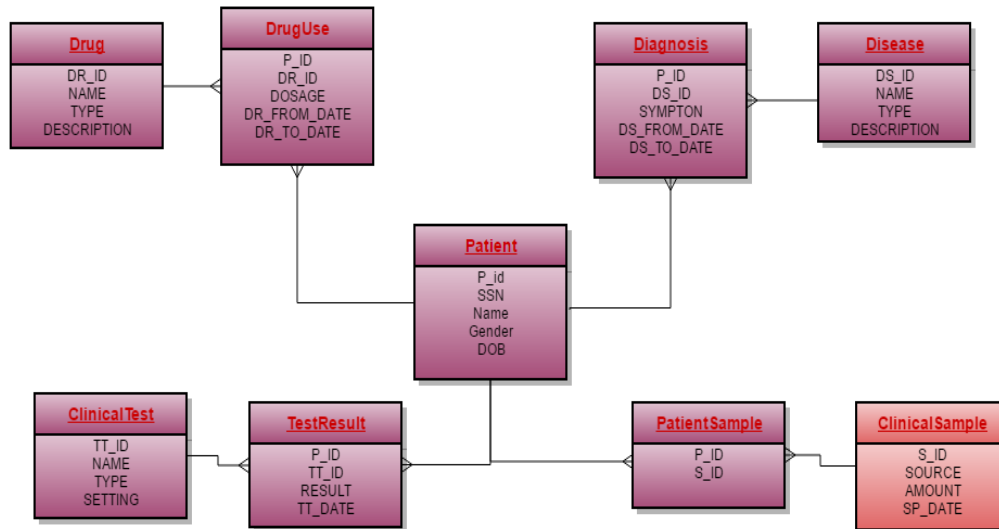 Drug
DR_ID
NAME
TYPE
DESCRIPTION
DrugUse
P_ID
DR_ID
DOSAGE
DR_FROM_DATE
DR_TO_DATE
Diagnosis
P_ID
DS_ID
SYMPTON
DS_FROM_DATE
DS_TO_DATE
Disease
DS_ID
NAME
TYPE
DESCRIPTION
Patient
P_id
SSN
Name
Gender
DOB
ClinicalTest
TT_ID
NAME
TYPE
SETTING
TestResult
P_ID
TT_ID
RESULT
TT_DATE
PatientSample
P_ID
S_ID
ClinicalSample
S_ID
SOURCE
AMOUNT
SP_DATE